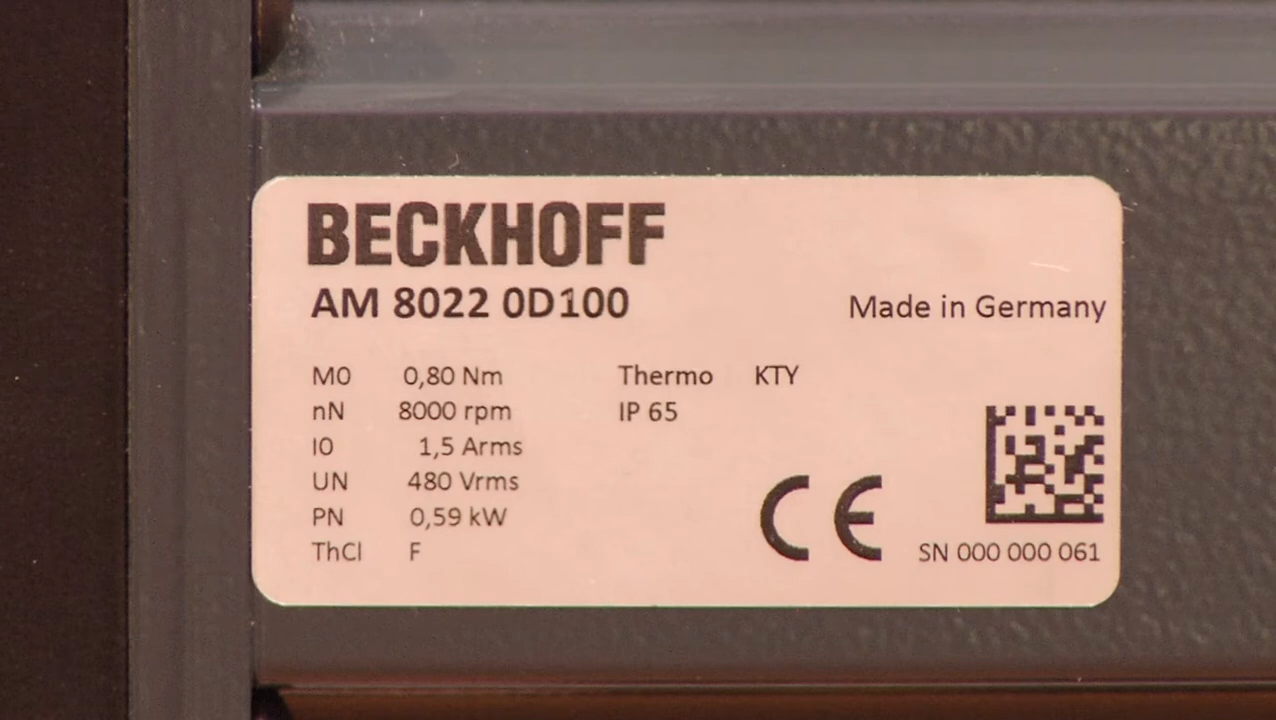 BECKHOFF
AM 8022 0D100
Made in Germany
M0 0,80 Nm Thermo KTY
nN 8000 rpm IP 65
I0 1,5 Arms
UN 480 Vrms
PN 0,59 kW
ThCl F
CE
SN 000 000 061